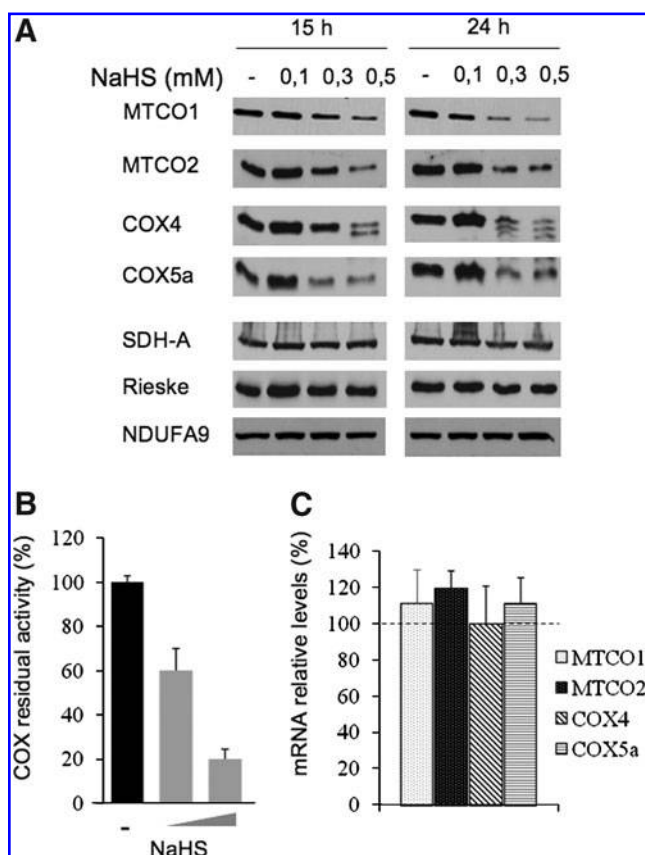 A
15 h 24 h
NaHS (mM) - 0,1 0,3 0,5 - 0,1 0,3 0,5
MTCO1
MTCO2
COX4
COX5a
SDH-A
Rieske
NDUFA9
B
COX residual activity (%)
120
100
80
60
40
20
0
-
NaHS
C
mRNA relative levels (%)
140
120
100
80
60
40
20
0
MTCO1
MTCO2
COX4
COX5a